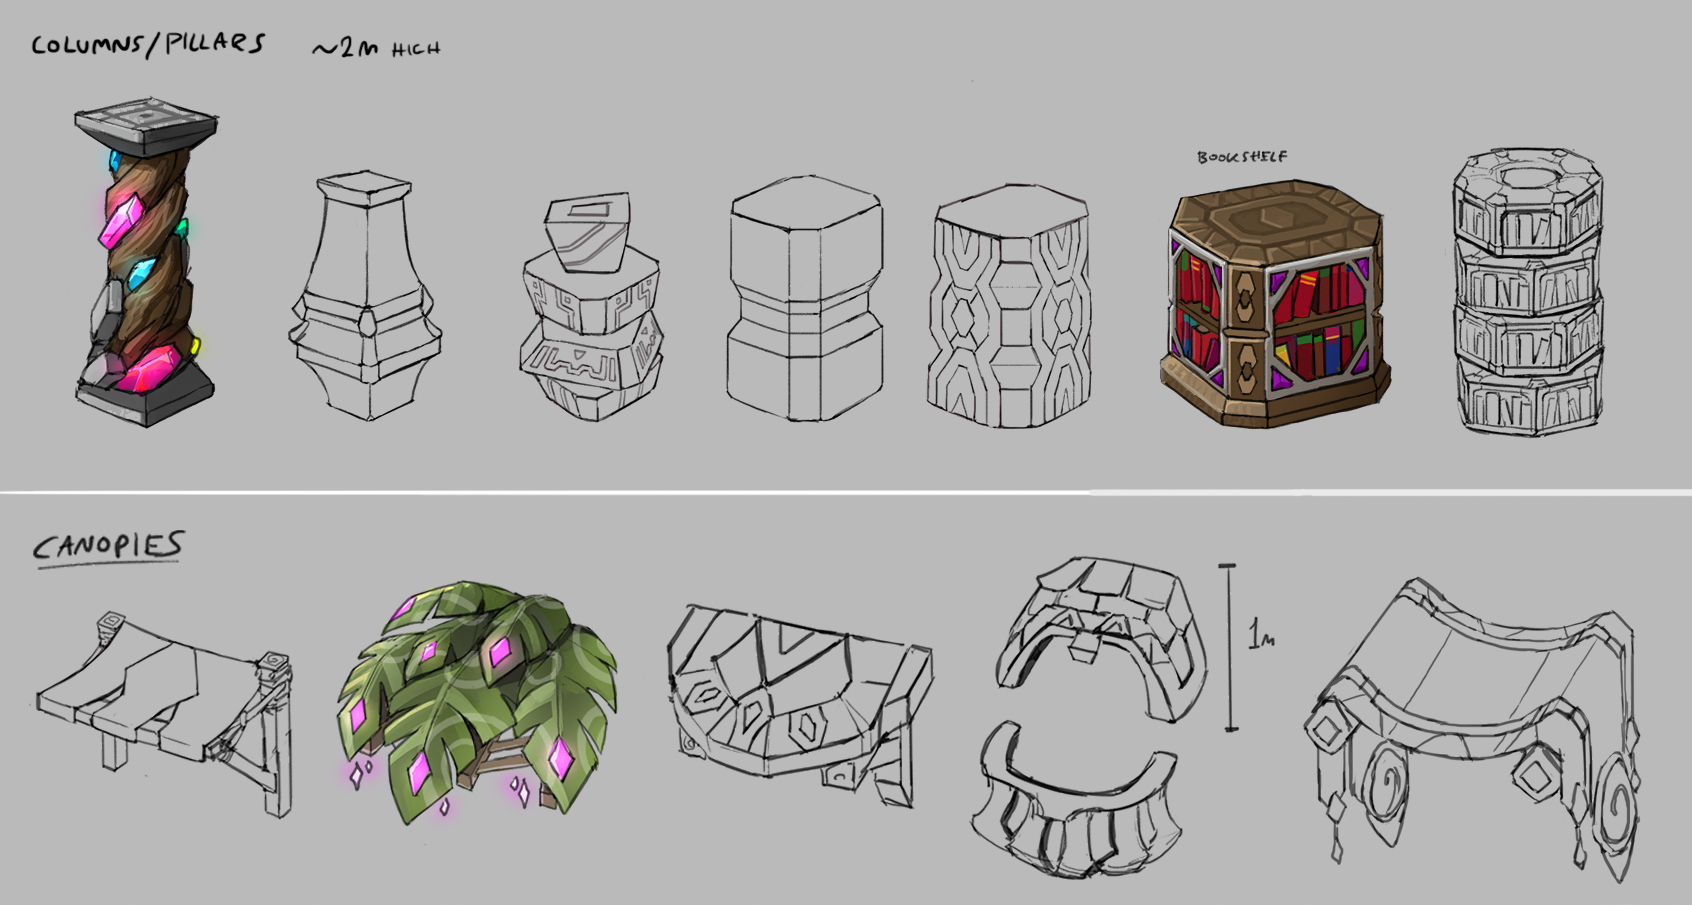 COLUMNS/PILLARS ~2M HIGH
BOOKSHELF
CANOPIES
1M